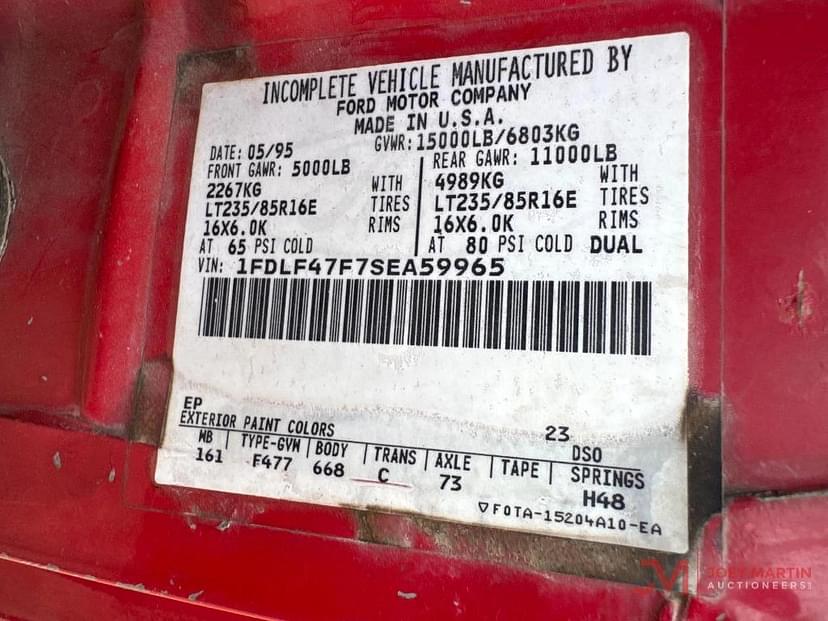 INCOMPLETE VEHICLE MANUFACTURED BY
FORD MOTOR COMPANY
MADE IN U.S.A.
DATE: 05/95 GVWR: 15000LB/6803KG
FRONT GAWR: 5000LB REAR GAWR: 11000LB
2267KG WITH 4989KG WITH
LT235/85R16E TIRES LT235/85R16E TIRES
16X6.0K RIMS 16X6.0K RIMS
AT 65 PSI COLD AT 80 PSI COLD DUAL
VIN: 1FDLF47F7SEA59965
EP 23
EXTERIOR PAINT COLORS DSO
WB TYPE-GVW BODY TRANS AXLE TAPE SPRINGS
161 F477 668 C 73 H48
F0TA-15204A10-EA
JM JOEY MARTIN
AUCTIONEERS